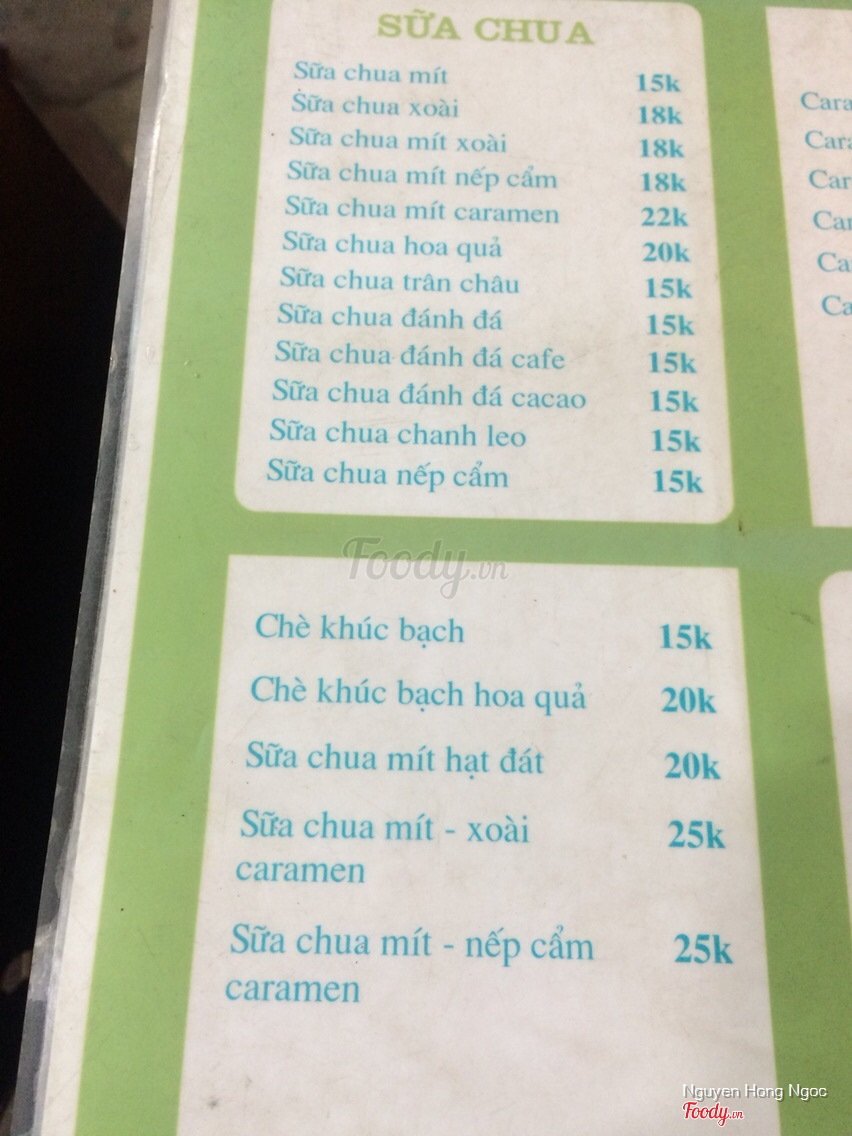 SỮA CHUA
Sữa chua mít 15k
Sữa chua xoài 18k
Sữa chua mít xoài 18k
Sữa chua mít nếp cẩm 18k
Sữa chua mít caramen 22k
Sữa chua hoa quả 20k
Sữa chua trân châu 15k
Sữa chua đánh đá 15k
Sữa chua đánh đá cafe 15k
Sữa chua đánh đá cacao 15k
Sữa chua chanh leo 15k
Sữa chua nếp cẩm 15k
Foody.vn
Chè khúc bạch 15k
Chè khúc bạch hoa quả 20k
Sữa chua mít hạt đát 20k
Sữa chua mít - xoài 25k
caramen
Sữa chua mít - nếp cẩm 25k
caramen
Nguyen Hong Ngoc
Foody.vn